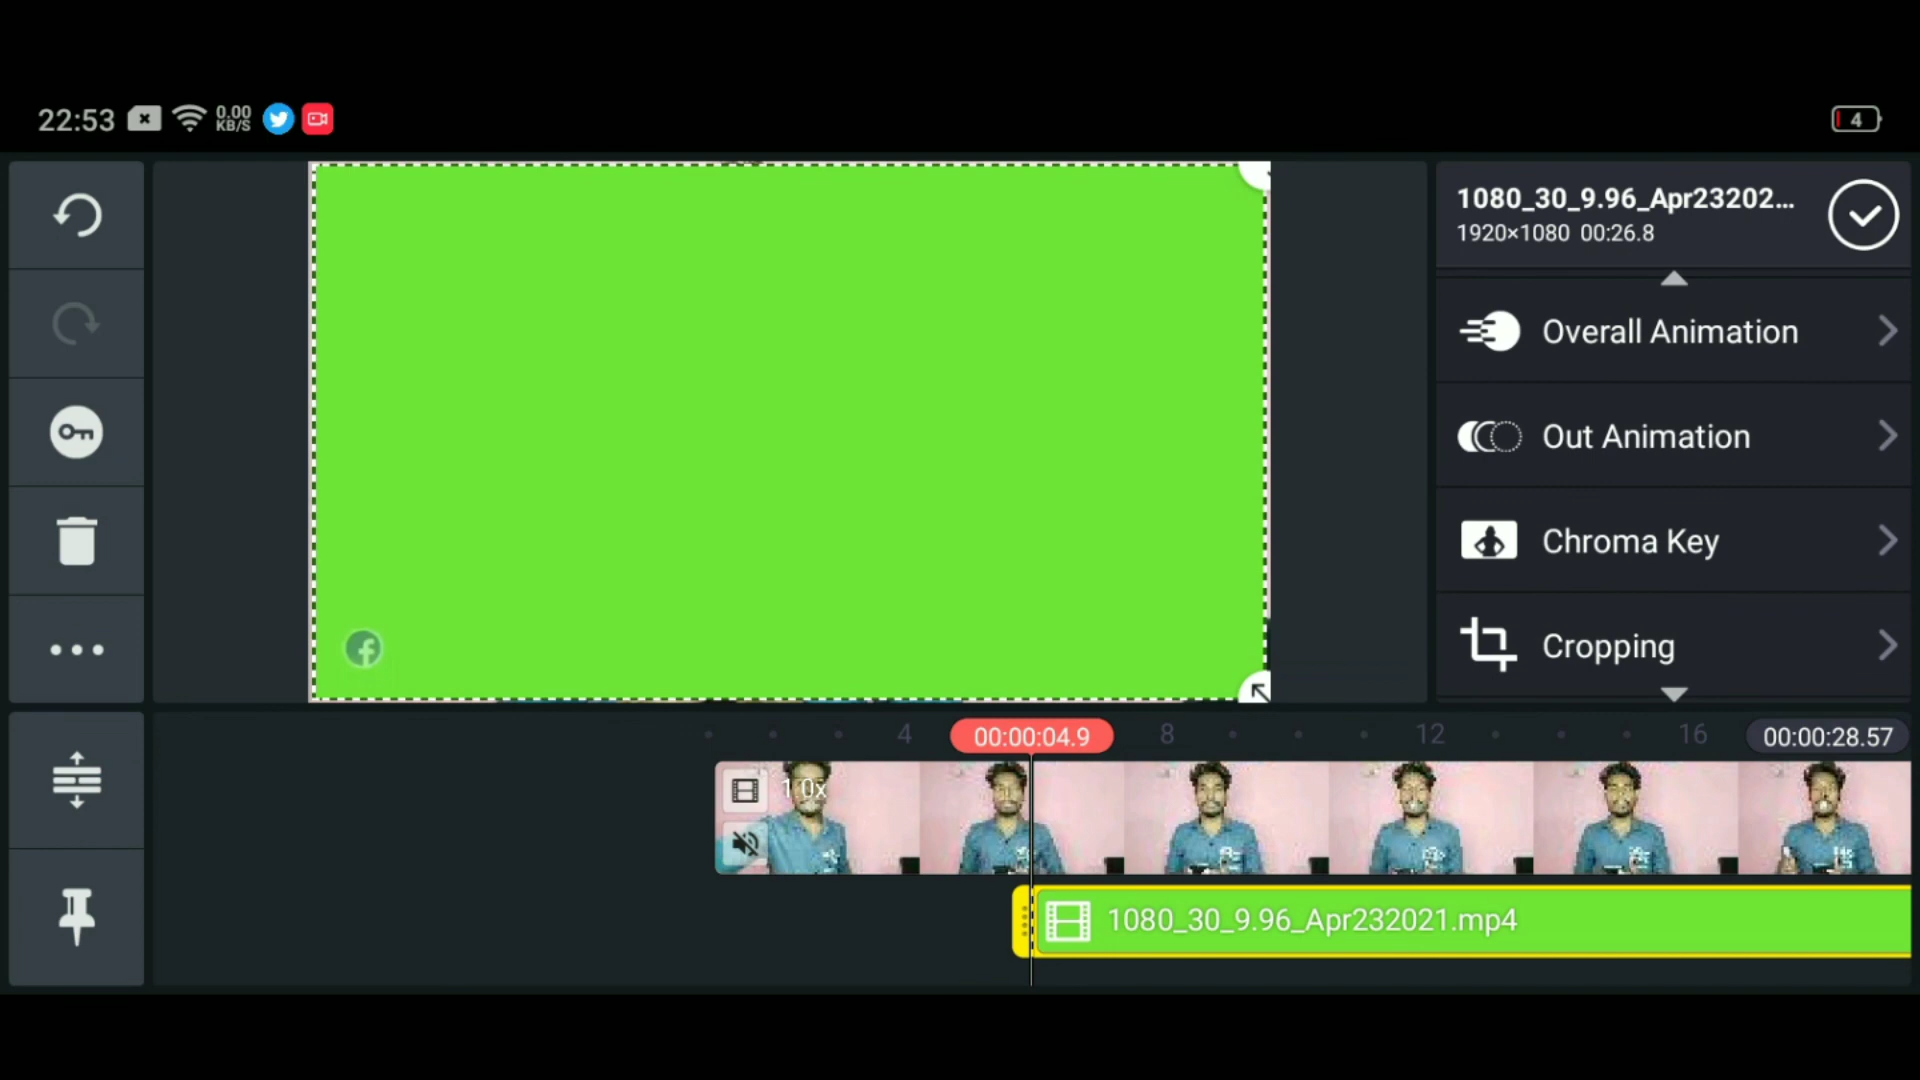 22:53
0.00
KB/S
4
1080_30_9.96_Apr23202...
1920×1080 00:26.8
Overall Animation
Out Animation
Chroma Key
Cropping
4
00:00:04.9
8
12
16
00:00:28.57
1.0x
1080_30_9.96_Apr232021.mp4